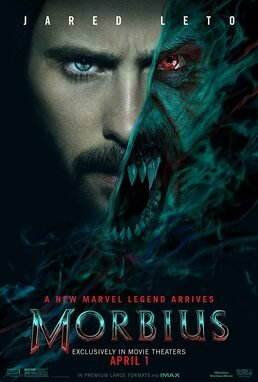 JARED LETO
A NEW MARVEL LEGEND ARRIVES
MORBIUS
EXCLUSIVELY IN MOVIE THEATERS
APRIL 1
IN PREMIUM LARGE FORMATS and IMAX